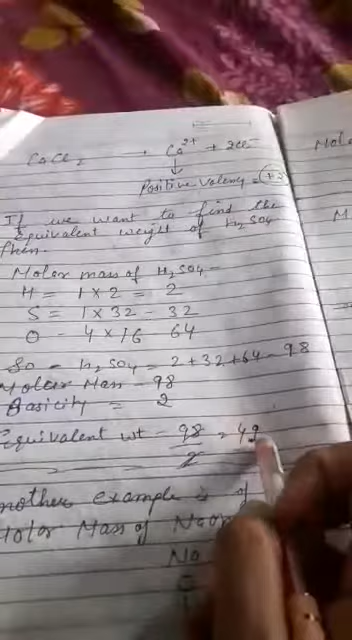 CaCl2 → Ca2+ + 2Cl-
↓
Positive Valency = +2
If we want to find the
equivalent weight of H2SO4
then.
Molar mass of H2SO4 -
H = 1 x 2 = 2
S = 1 x 32 - 32
O - 4 x 16 - 64
So - H2SO4 = 2+32+64 - 98
Molar Mass - 98
Basicity = 2
Equivalent wt - 98/2 = 49
nother example is of
Molar Mass of
Na